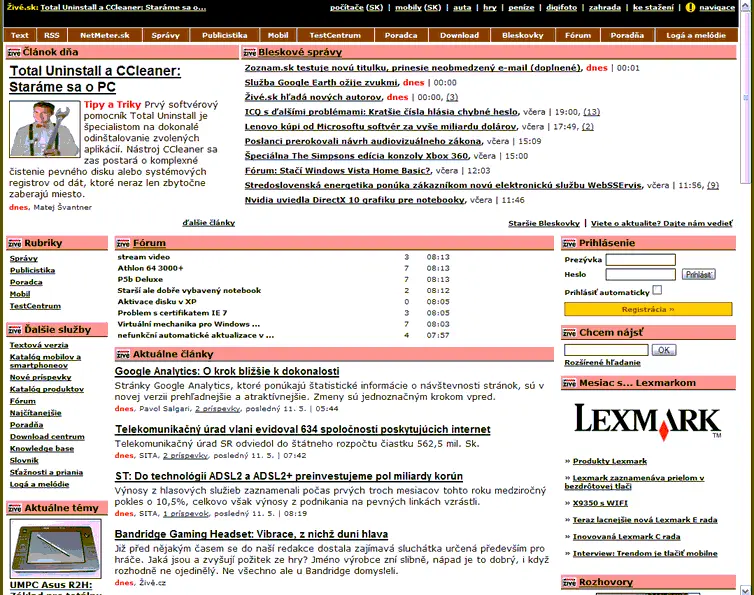 Živé.sk: Total Uninstall a CCleaner: Staráme sa o...
počítače (SK) | mobily (SK) | auta | hry | peníze | digifoto | zahrada | ke stažení | navigace
Text RSS NetMeter.sk Správy Publicistika Mobil TestCentrum Poradca Download Bleskovky Fórum Poradňa Logá a melódie
živě Článok dňa
Total Uninstall a CCleaner:
Staráme sa o PC
Tipy a Triky Prvý softvérový
pomocník Total Uninstall je
špecialistom na dokonalé
odinštalovanie zvolených
aplikácií. Nástroj CCleaner sa
zas postará o komplexné
čistenie pevného disku alebo systémových
registrov od dát, ktoré neraz len zbytočne
zaberajú miesto.
dnes, Matej Švantner
ďalšie články
živě Bleskové správy
Zoznam.sk testuje novú titulku, prinesie neobmedzený e-mail (doplnené), dnes | 00:01
Služba Google Earth ožije zvukmi, dnes | 00:00
Živé.sk hľadá nových autorov, dnes | 00:00, (3)
ICQ s ďalšími problémami: Kratšie čísla hlásia chybné heslo, včera | 19:00, (13)
Lenovo kúpi od Microsoftu softvér za vyše miliardu dolárov, včera | 17:49, (2)
Poslanci prerokovali návrh audiovizuálneho zákona, včera | 15:09
Špeciálna The Simpsons edícia konzoly Xbox 360, včera | 15:00
Fórum: Stačí Windows Vista Home Basic?, včera | 12:03
Stredoslovenská energetika ponúka zákazníkom novú elektronickú službu WebSSErvis, včera | 11:56, (9)
Nvidia uviedla DirectX 10 grafiku pre notebooky, včera | 11:46
Staršie Bleskovky | Viete o aktualite? Dajte nám vedieť
živě Rubriky
Správy
Publicistika
Poradca
Mobil
TestCentrum
živě Ďalšie služby
Textová verzia
Katalóg mobilov a
smartphoneov
Nové príspevky
Katalóg produktov
Fórum
Najčítanejšie
Poradňa
Download centrum
Knowledge base
Slovník
Sťažnosti a priania
Logá a melódie
živě Aktuálne témy
UMPC Asus R2H:
živě Fórum
stream video 3 08:13
Athlon 64 3000+ 7 08:13
P5b Deluxe 7 08:13
Starší ale dobře vybavený notebook 2 08:12
Aktivace disku v XP 0 08:05
Problem s certifikatem IE 7 3 08:05
Virtuální mechanika pro Windows ... 7 08:03
nefunkční automatické aktualizace v ... 4 07:57
živě Aktuálne články
Google Analytics: O krok bližšie k dokonalosti
Stránky Google Analytics, ktoré ponúkajú štatistické informácie o návštevnosti stránok, sú v
novej verzii prehľadnejšie a atraktívnejšie. Zmeny sú jednoznačným krokom vpred.
dnes, Pavol Salgari, 2 príspevky, posledný 11. 5. | 05:44
Telekomunikačný úrad vlani evidoval 634 spoločností poskytujúcich internet
Telekomunikačný úrad SR odviedol do štátneho rozpočtu čiastku 562,5 mil. Sk.
dnes, SITA, 2 príspevky, posledný 11. 5. | 07:42
ST: Do technológií ADSL2 a ADSL2+ preinvestujeme pol miliardy korún
Výnosy z hlasových služieb zaznamenali počas prvých troch mesiacov tohto roku medziročný
pokles o 10,5%, celkovo však výnosy z podnikania na pevných linkách vzrástli.
dnes, SITA, 1 príspevok, posledný 11. 5. | 08:19
Bandridge Gaming Headset: Vibrace, z nichž duní hlava
Již před nějakým časem se do naší redakce dostala zajímavá sluchátka určená především pro
hráče. Jaká jsou a zvyšují požitek ze hry? Jméno výrobce zní slibně, nápad je to dobrý, i když
rozhodně ne ojedinělý. Ne všechno ale u Bandridge domysleli.
dnes, Živě.cz
živě Prihlásenie
Prezývka
Heslo Prihlásiť
Prihlásiť automaticky
Registrácia »
živě Chcem nájsť
OK
Rozšírené hľadanie
živě Mesiac s... Lexmarkom
LEXMARK
» Produkty Lexmark
» Lexmark zaznamenáva prielom v
bezdrôtovej tlači
» X9350 s WIFI
» Teraz lacnejšie nová Lexmark E rada
» Inovovaná Lexmark C rada
» Interview: Trendom je tlačiť mobilne
živě Rozhovory